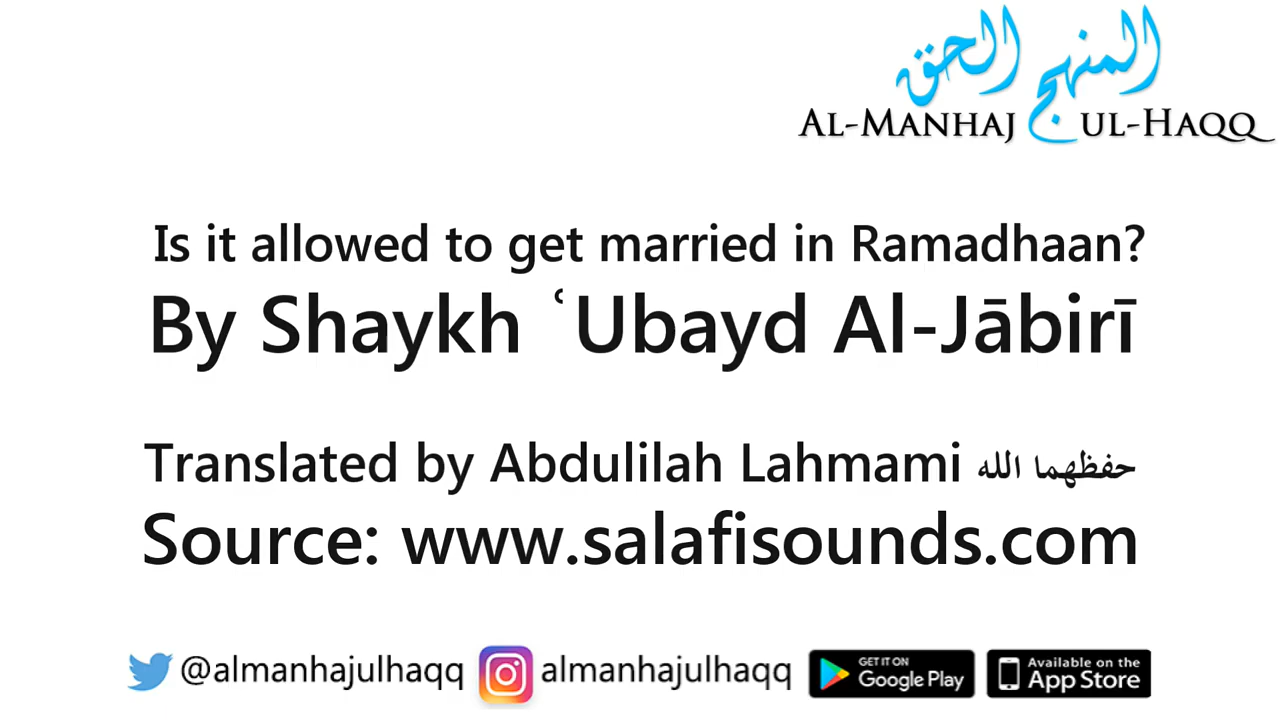 المنهج الحق
AL-MANHAJ UL-HAQQ
Is it allowed to get married in Ramadhaan?
By Shaykh ʿUbayd Al-Jābirī
Translated by Abdulilah Lahmami حفظهما الله
Source: www.salafisounds.com
@almanhajulhaqq almanhajulhaqq GET IT ON Google Play Available on the App Store